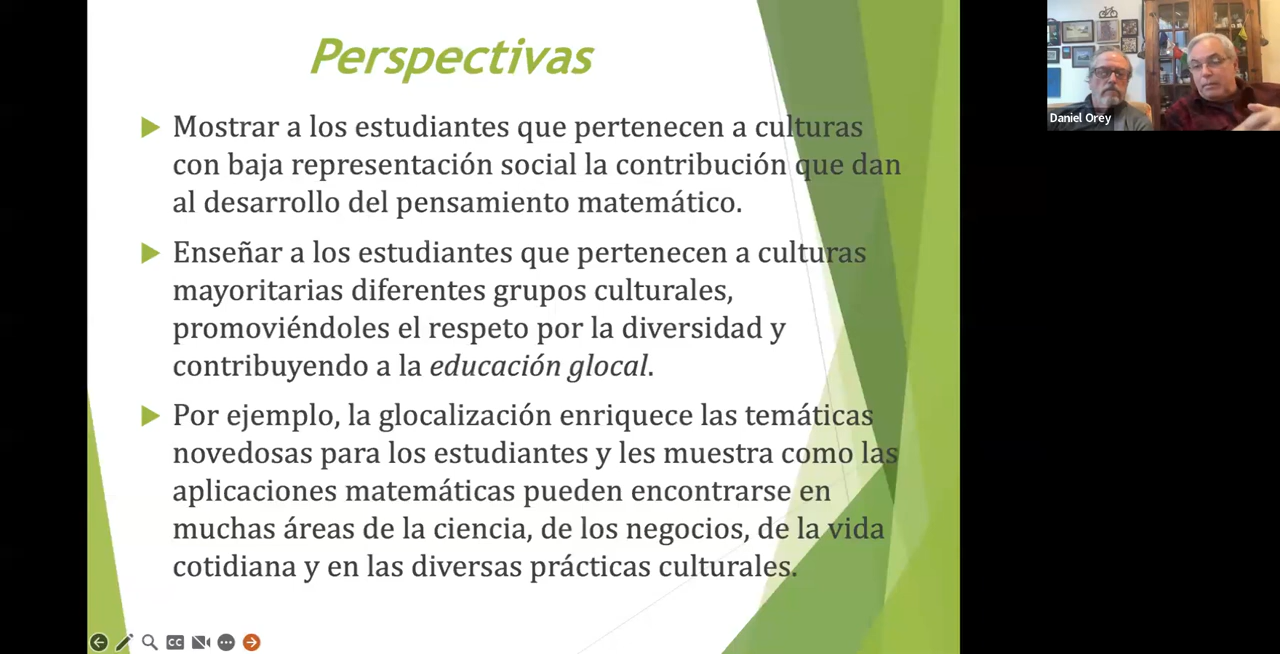 Perspectivas
Mostrar a los estudiantes que pertenecen a culturas
con baja representación social la contribución que dan
al desarrollo del pensamiento matemático.
Enseñar a los estudiantes que pertenecen a culturas
mayoritarias diferentes grupos culturales,
promoviéndoles el respeto por la diversidad y
contribuyendo a la educación glocal.
Por ejemplo, la glocalización enriquece las temáticas
novedosas para los estudiantes y les muestra como las
aplicaciones matemáticas pueden encontrarse en
muchas áreas de la ciencia, de los negocios, de la vida
cotidiana y en las diversas prácticas culturales.
CC
Daniel Orey